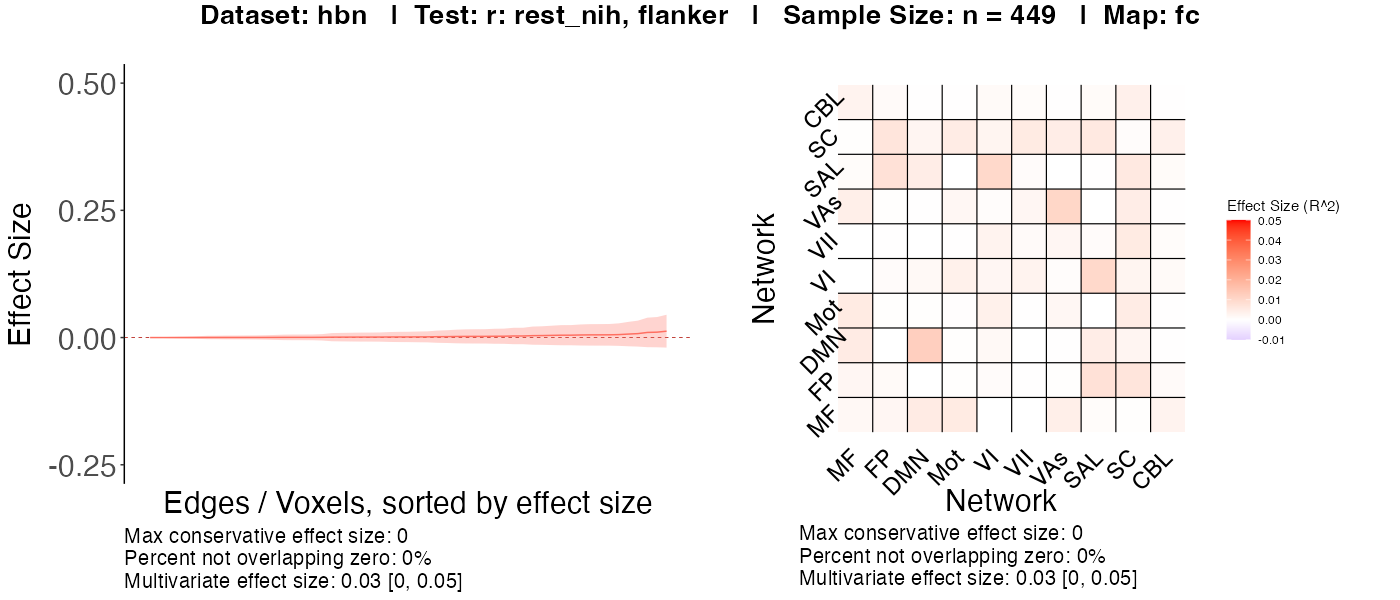 Dataset: hbn | Test: r: rest_nih, flanker | Sample Size: n = 449 | Map: fc
0.50
0.25
0.00
-0.25
Effect Size
Edges / Voxels, sorted by effect size
Max conservative effect size: 0
Percent not overlapping zero: 0%
Multivariate effect size: 0.03 [0, 0.05]
Network
CBL
SC
SAL
VAs
VII
VI
Mot
DMN
FP
MF
MF FP DMN Mot VI VII VAs SAL SC CBL
Network
Max conservative effect size: 0
Percent not overlapping zero: 0%
Multivariate effect size: 0.03 [0, 0.05]
Effect Size (R^2)
0.05
0.04
0.03
0.02
0.01
0.00
-0.01